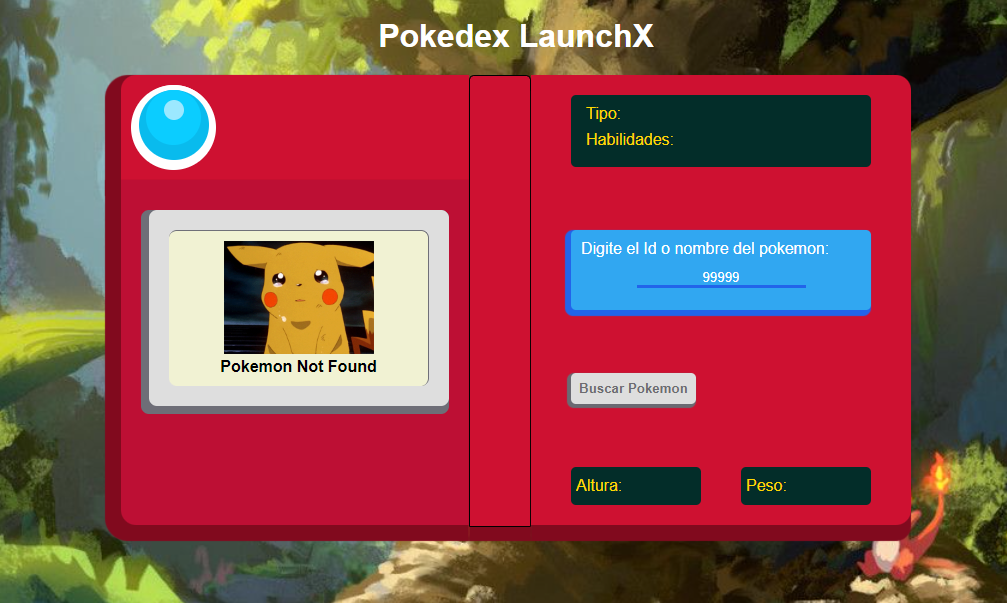 Pokedex LaunchX
Tipo:
Habilidades:
Digite el Id o nombre del pokemon:
99999
Pokemon Not Found
Buscar Pokemon
Altura:
Peso: